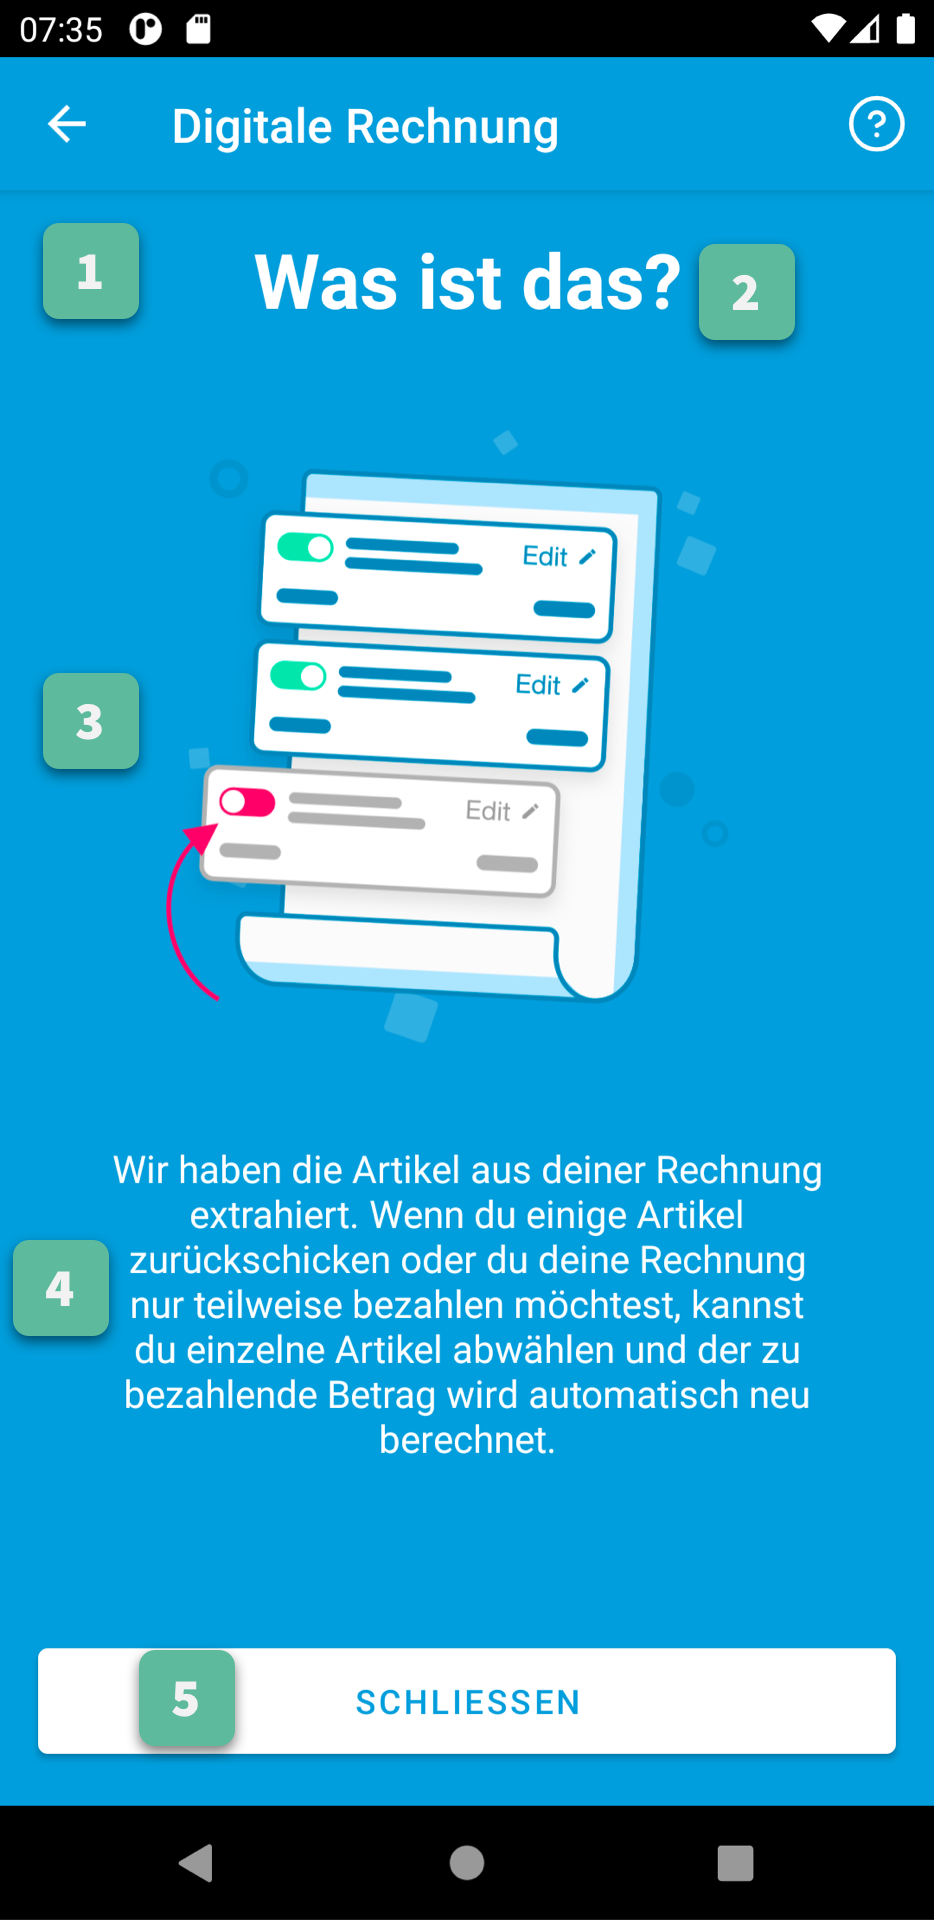 07:35
Digitale Rechnung
?
1
Was ist das?
2
Edit
Edit
3
Edit
Wir haben die Artikel aus deiner Rechnung
extrahiert. Wenn du einige Artikel
zurückschicken oder du deine Rechnung
4
nur teilweise bezahlen möchtest, kannst
du einzelne Artikel abwählen und der zu
bezahlende Betrag wird automatisch neu
berechnet.
5
SCHLIESSEN